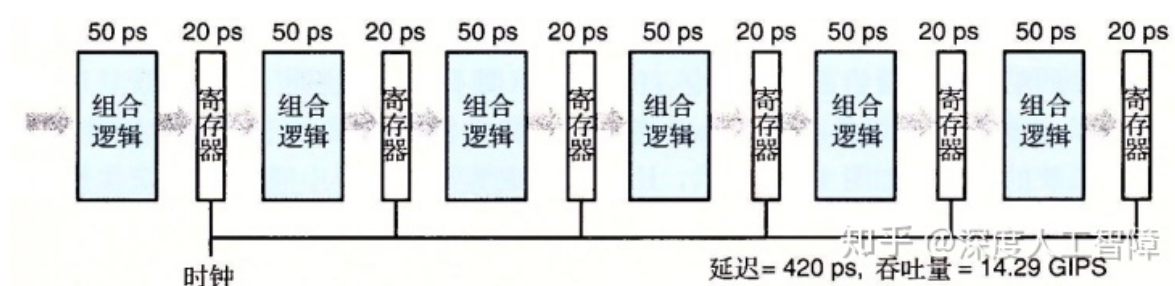 50 ps 20 ps 50 ps 20 ps 50 ps 20 ps 50 ps 20 ps 50 ps 20 ps 50 ps 20 ps
组合
逻辑
寄存器
组合
逻辑
寄存器
组合
逻辑
寄存器
组合
逻辑
寄存器
组合
逻辑
寄存器
组合
逻辑
寄存器
知乎 @深度人工智障
时钟
延迟= 420 ps, 吞吐量 = 14.29 GIPS